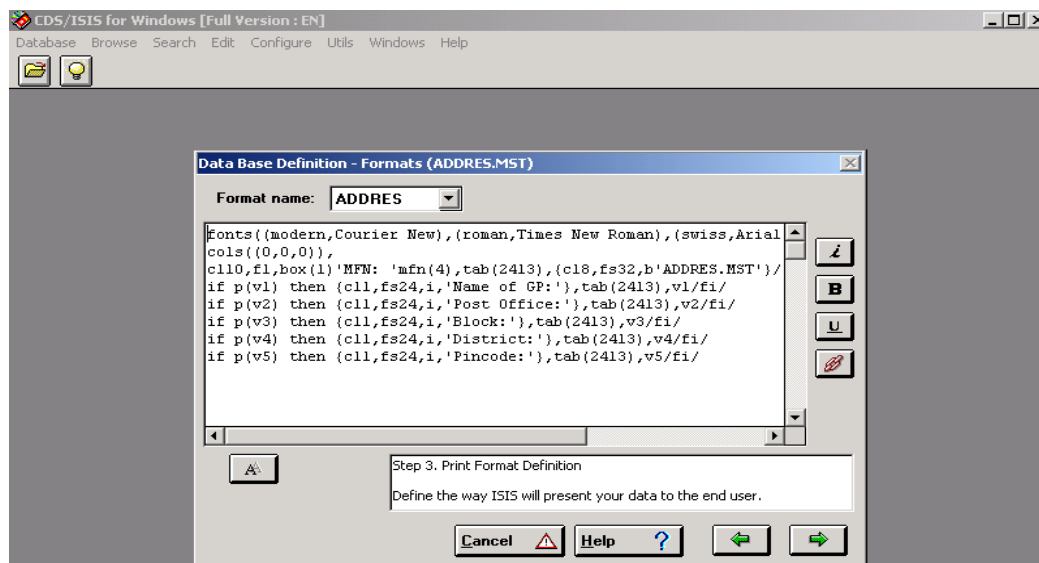 CDS/ISIS for Windows [Full Version : EN]
Database Browse Search Edit Configure Utils Windows Help
Data Base Definition - Formats (ADDRES.MST)
Format name: ADDRES
fonts((modern,Courier New),(roman,Times New Roman),(swiss,Arial
cols((0,0,0)),
cl10,f1,box(1)'MFN: 'mfn(4),tab(2413),{cl8,fs32,b'ADDRES.MST'}/
if p(v1) then {cl1,fs24,i,'Name of GP:'},tab(2413),v1/fi/
if p(v2) then {cl1,fs24,i,'Post Office:'},tab(2413),v2/fi/
if p(v3) then {cl1,fs24,i,'Block:'},tab(2413),v3/fi/
if p(v4) then {cl1,fs24,i,'District:'},tab(2413),v4/fi/
if p(v5) then {cl1,fs24,i,'Pincode:'},tab(2413),v5/fi/
i
B
U
A
Step 3. Print Format Definition
Define the way ISIS will present your data to the end user.
Cancel Help ?